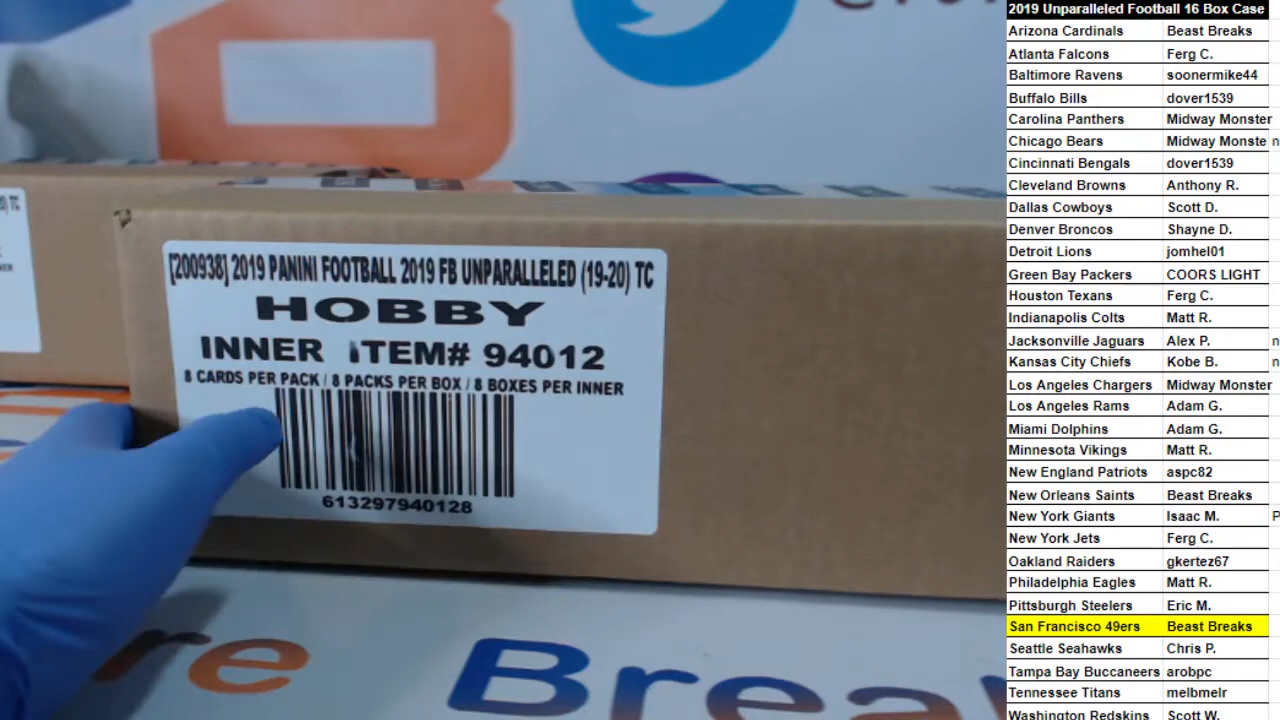 [200938] 2019 PANINI FOOTBALL 2019 FB UNPARALLELED (19-20) TC
HOBBY
INNER ITEM# 94012
8 CARDS PER PACK / 8 PACKS PER BOX / 8 BOXES PER INNER
613297940128
re Brea
2019 Unparalleled Football 16 Box Case
Arizona Cardinals Beast Breaks
Atlanta Falcons Ferg C.
Baltimore Ravens soonermike44
Buffalo Bills dover1539
Carolina Panthers Midway Monster
Chicago Bears Midway Monste n
Cincinnati Bengals dover1539
Cleveland Browns Anthony R.
Dallas Cowboys Scott D.
Denver Broncos Shayne D.
Detroit Lions jomhel01
Green Bay Packers COORS LIGHT
Houston Texans Ferg C.
Indianapolis Colts Matt R.
Jacksonville Jaguars Alex P. n
Kansas City Chiefs Kobe B. n
Los Angeles Chargers Midway Monster
Los Angeles Rams Adam G.
Miami Dolphins Adam G.
Minnesota Vikings Matt R.
New England Patriots aspc82
New Orleans Saints Beast Breaks
New York Giants Isaac M. P
New York Jets Ferg C.
Oakland Raiders gkertez67
Philadelphia Eagles Matt R.
Pittsburgh Steelers Eric M.
San Francisco 49ers Beast Breaks
Seattle Seahawks Chris P.
Tampa Bay Buccaneers arobpc
Tennessee Titans melbmelr
Washington Redskins Scott W.